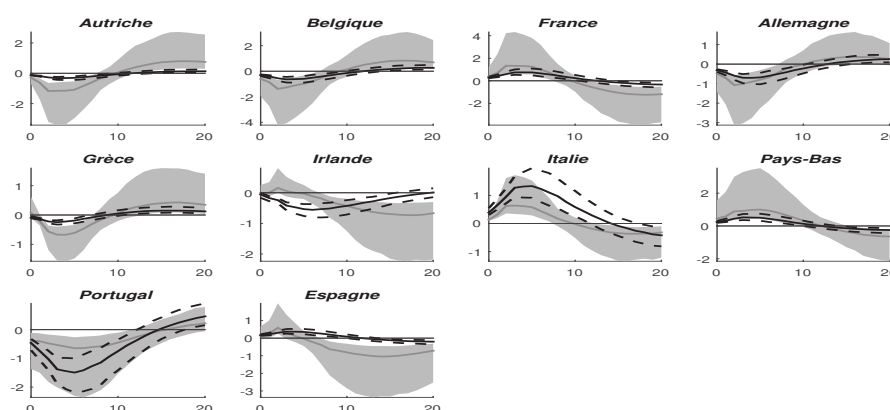 Autriche Belgique France Allemagne
2 0 -2 0 10 20
2 0 -2 -4 0 10 20
4 2 0 -2 -4 0 10 20
1 0 -1 -2 -3 0 10 20
Grèce Irlande Italie Pays-Bas
1 0 -1 0 10 20
0 -1 -2 0 10 20
1 0 -1 0 10 20
2 0 -2 0 10 20
Portugal Espagne
0 -1 -2 0 10 20
1 0 -1 -2 -3 0 10 20